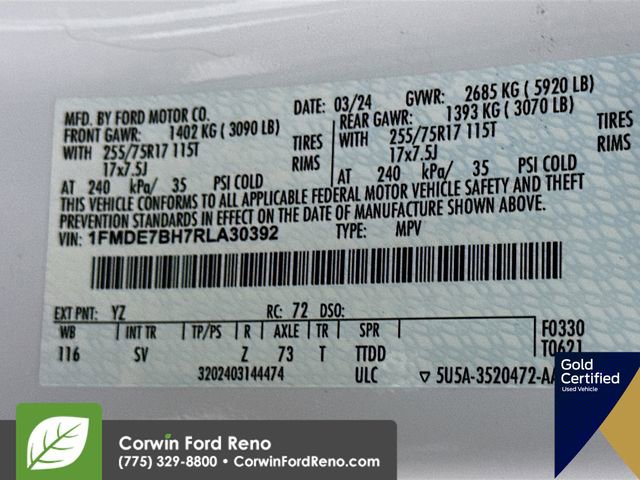 MFD. BY FORD MOTOR CO. DATE: 03/24 GVWR: 2685 KG ( 5920 LB)
FRONT GAWR: 1402 KG ( 3090 LB) REAR GAWR: 1393 KG ( 3070 LB)
WITH 255/75R17 115T TIRES 255/75R17 115T TIRES
17x7.5J RIMS WITH 17x7.5J RIMS
AT 240 kPa/ 35 PSI COLD AT 240 kPa/ 35 PSI COLD
THIS VEHICLE CONFORMS TO ALL APPLICABLE FEDERAL MOTOR VEHICLE SAFETY AND THEFT
PREVENTION STANDARDS IN EFFECT ON THE DATE OF MANUFACTURE SHOWN ABOVE.
VIN: 1FMDE7BH7RLA30392 TYPE: MPV
EXT PNT: YZ RC: 72 DSO:
WB INT TR TP/PS R AXLE TR SPR F0330
116 SV Z 73 T TTDD T0621
3202403144474 ULC ▽ 5U5A-3520472-AA
Gold
Certified
Used Vehicle
Corwin Ford Reno
(775) 329-8800 • CorwinFordReno.com